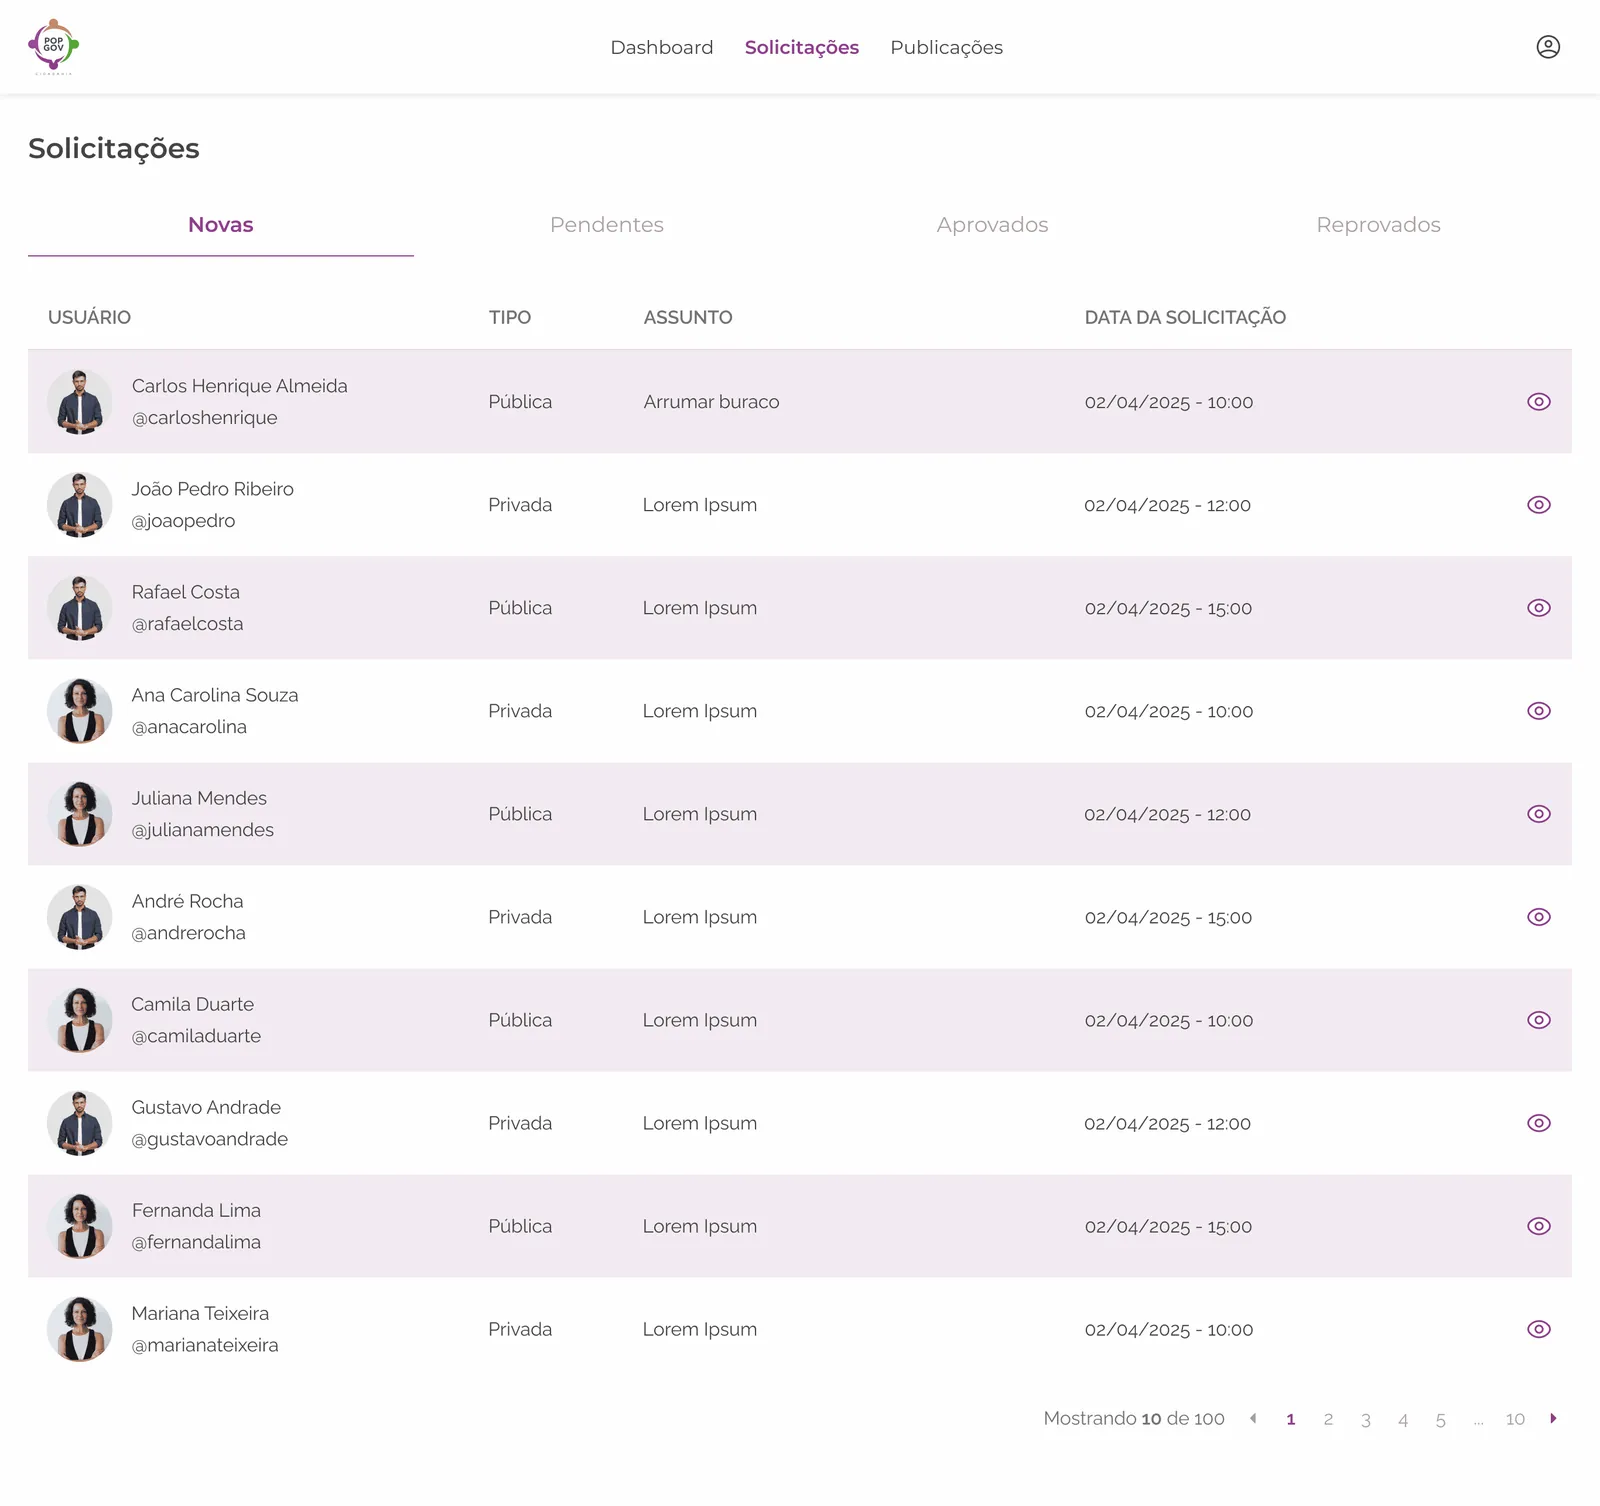 POP
GOV
CIDADANIA
Dashboard Solicitações Publicações
Solicitações
Novas Pendentes Aprovados Reprovados
USUÁRIO TIPO ASSUNTO DATA DA SOLICITAÇÃO
Carlos Henrique Almeida
@carloshenrique
Pública Arrumar buraco 02/04/2025 - 10:00
João Pedro Ribeiro
@joaopedro
Privada Lorem Ipsum 02/04/2025 - 12:00
Rafael Costa
@rafaelcosta
Pública Lorem Ipsum 02/04/2025 - 15:00
Ana Carolina Souza
@anacarolina
Privada Lorem Ipsum 02/04/2025 - 10:00
Juliana Mendes
@julianamendes
Pública Lorem Ipsum 02/04/2025 - 12:00
André Rocha
@andrerocha
Privada Lorem Ipsum 02/04/2025 - 15:00
Camila Duarte
@camiladuarte
Pública Lorem Ipsum 02/04/2025 - 10:00
Gustavo Andrade
@gustavoandrade
Privada Lorem Ipsum 02/04/2025 - 12:00
Fernanda Lima
@fernandalima
Pública Lorem Ipsum 02/04/2025 - 15:00
Mariana Teixeira
@marianateixeira
Privada Lorem Ipsum 02/04/2025 - 10:00
Mostrando 10 de 100 1 2 3 4 5 ... 10